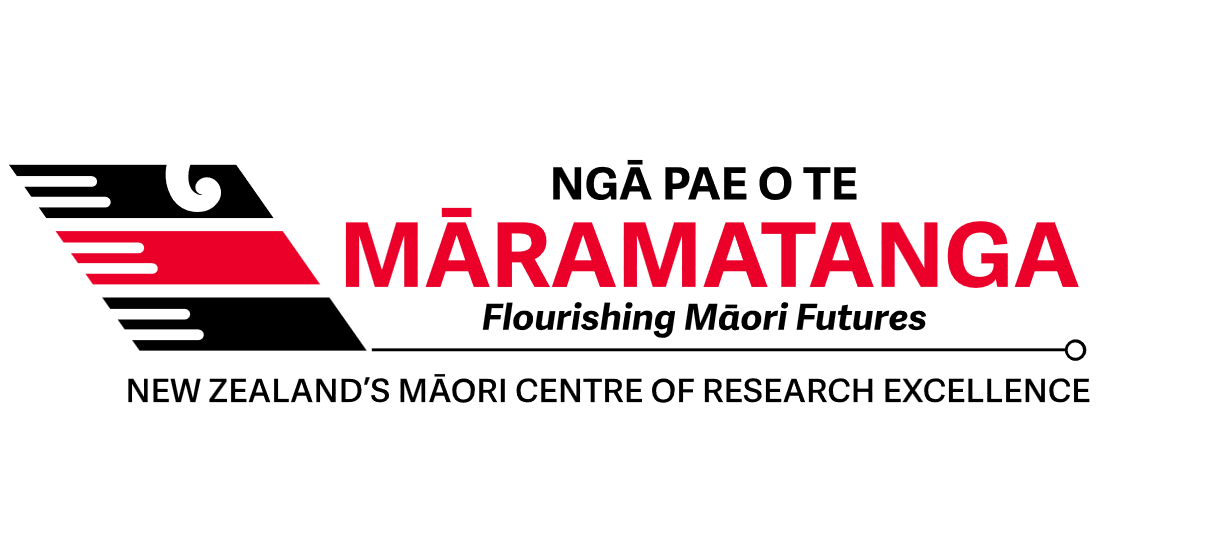 NGĀ PAE O TE
MĀRAMATANGA
Flourishing Māori Futures
NEW ZEALAND’S MĀORI CENTRE OF RESEARCH EXCELLENCE